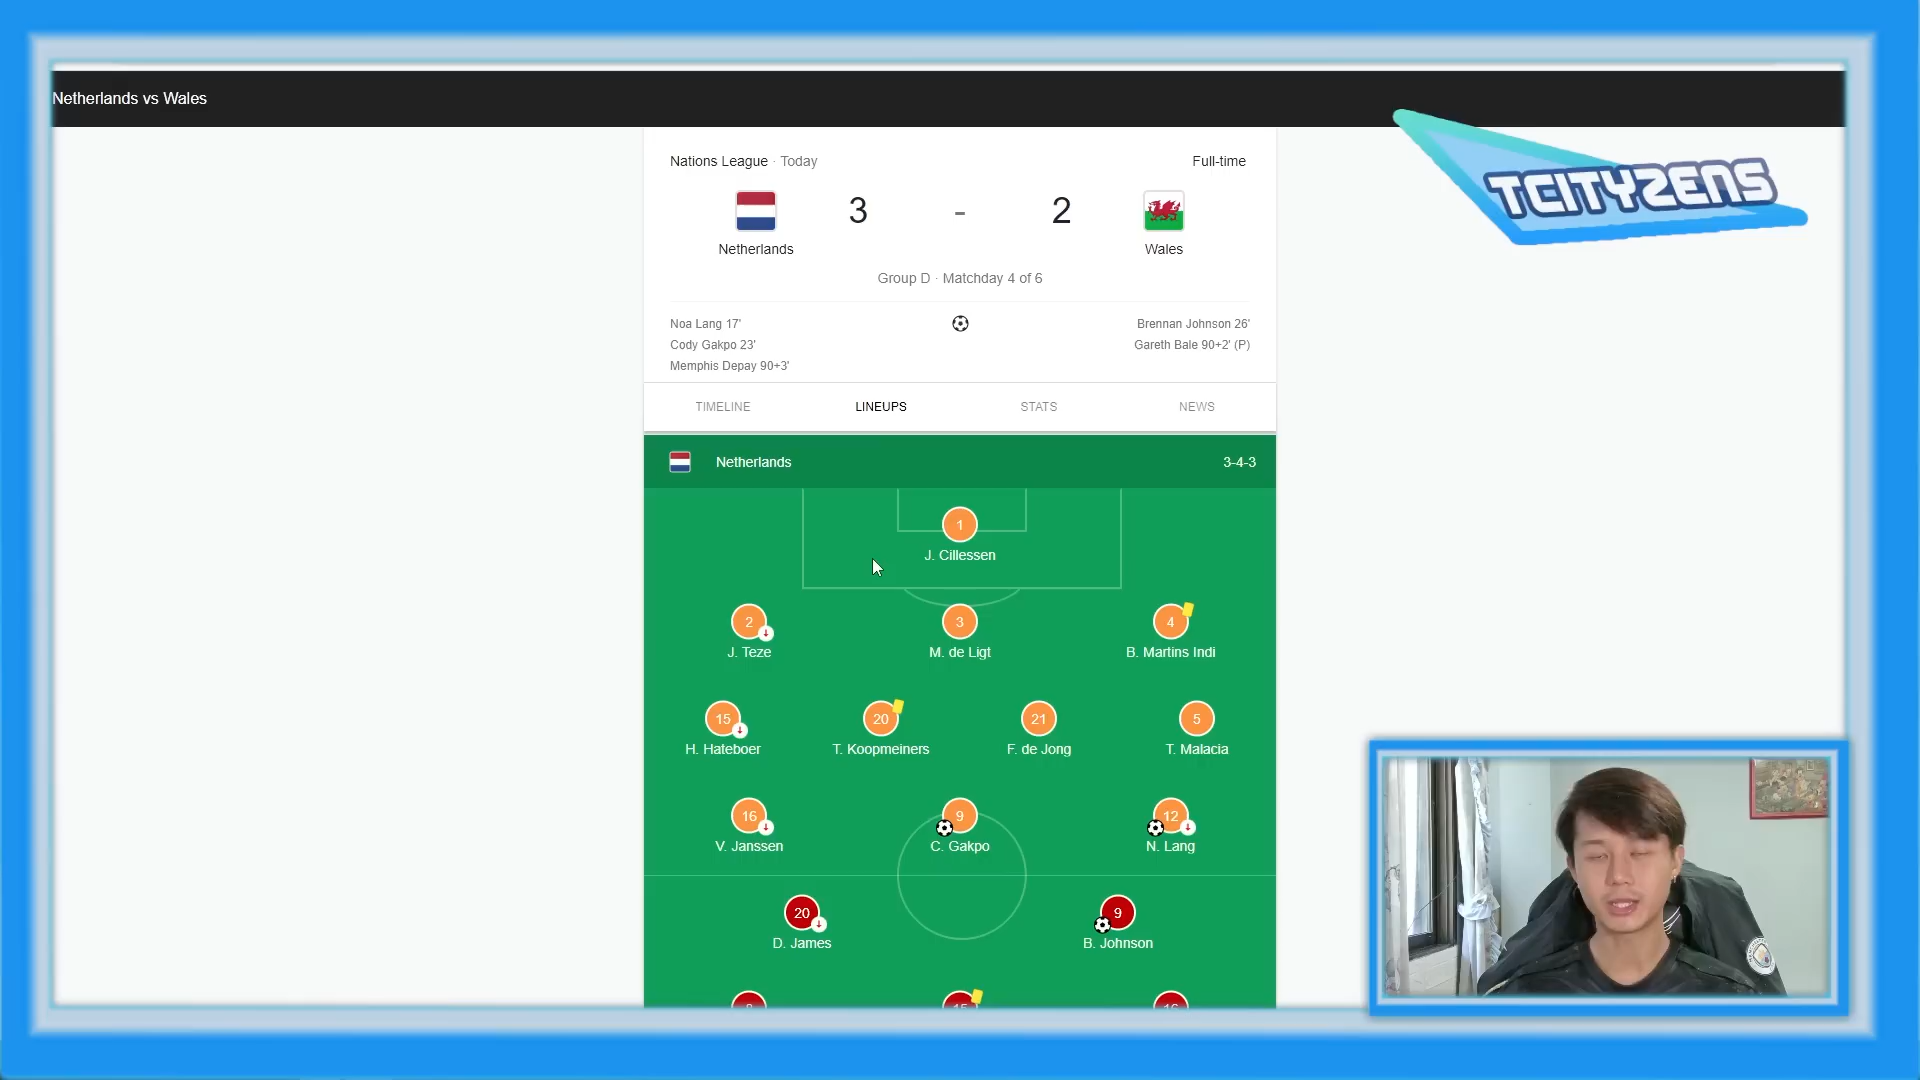 Netherlands vs Wales
TCITYZENS
Nations League · Today
Full-time
3 - 2
Netherlands
Wales
Group D · Matchday 4 of 6
Noa Lang 17'
Brennan Johnson 26'
Cody Gakpo 23'
Gareth Bale 90+2' (P)
Memphis Depay 90+3'
TIMELINE LINEUPS STATS NEWS
Netherlands 3-4-3
1
J. Cillessen
2 3 4
J. Teze M. de Ligt B. Martins Indi
15 20 21 5
H. Hateboer T. Koopmeiners F. de Jong T. Malacia
16 9 12
V. Janssen C. Gakpo N. Lang
20 9
D. James B. Johnson